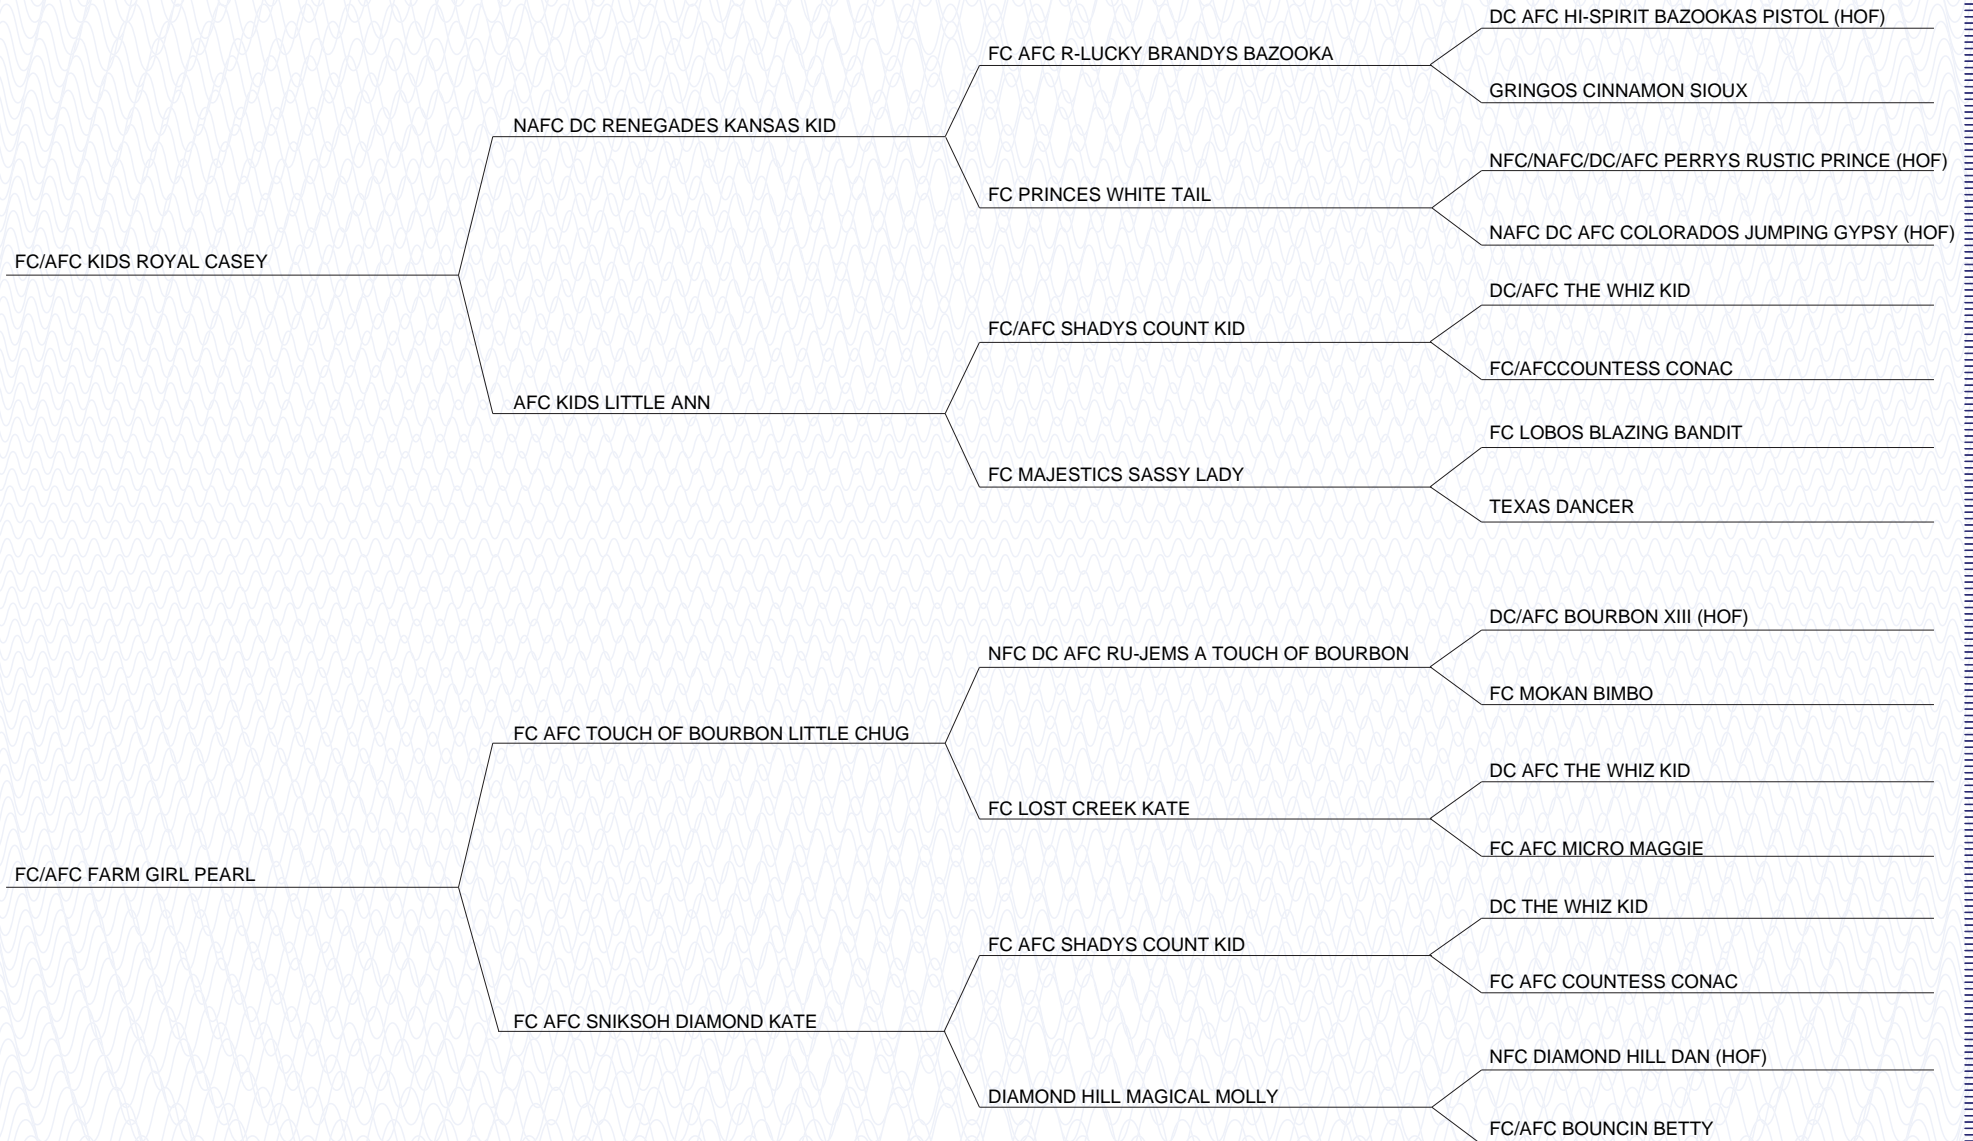 DC AFC HI-SPIRIT BAZOOKAS PISTOL (HOF)
FC AFC R-LUCKY BRANDYS BAZOOKA
GRINGOS CINNAMON SIOUX
NAFC DC RENEGADES KANSAS KID
NFC/NAFC/DC/AFC PERRYS RUSTIC PRINCE (HOF)
FC PRINCES WHITE TAIL
NAFC DC AFC COLORADOS JUMPING GYPSY (HOF)
FC/AFC KIDS ROYAL CASEY
DC/AFC THE WHIZ KID
FC/AFC SHADYS COUNT KID
FC/AFCCOUNTESS CONAC
AFC KIDS LITTLE ANN
FC LOBOS BLAZING BANDIT
FC MAJESTICS SASSY LADY
TEXAS DANCER
DC/AFC BOURBON XIII (HOF)
NFC DC AFC RU-JEMS A TOUCH OF BOURBON
FC MOKAN BIMBO
FC AFC TOUCH OF BOURBON LITTLE CHUG
DC AFC THE WHIZ KID
FC LOST CREEK KATE
FC AFC MICRO MAGGIE
FC/AFC FARM GIRL PEARL
DC THE WHIZ KID
FC AFC SHADYS COUNT KID
FC AFC COUNTESS CONAC
FC AFC SNIKSOH DIAMOND KATE
NFC DIAMOND HILL DAN (HOF)
DIAMOND HILL MAGICAL MOLLY
FC/AFC BOUNCIN BETTY